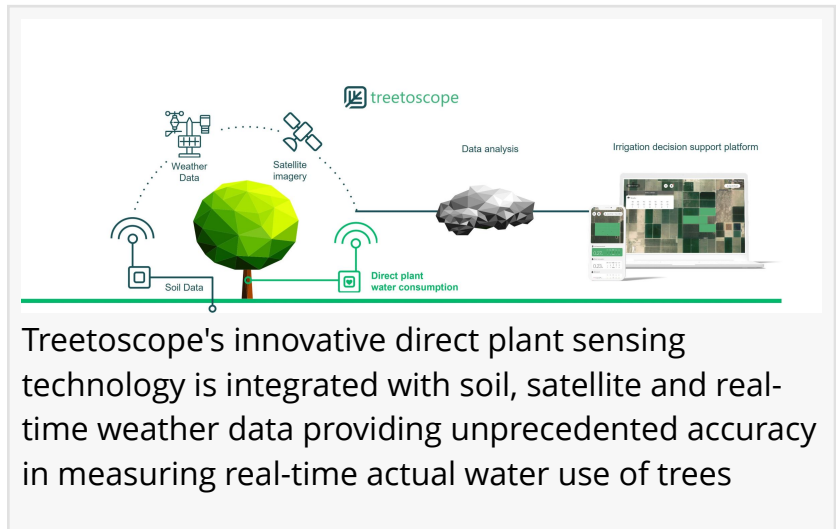 treetoscope
Weather
Data
Satellite
imagery
Data analysis
Irrigation decision support platform
Soil Data
Direct plant
water consumption
Treetoscope's innovative direct plant sensing
technology is integrated with soil, satellite and real-
time weather data providing unprecedented accuracy
in measuring real-time actual water use of trees